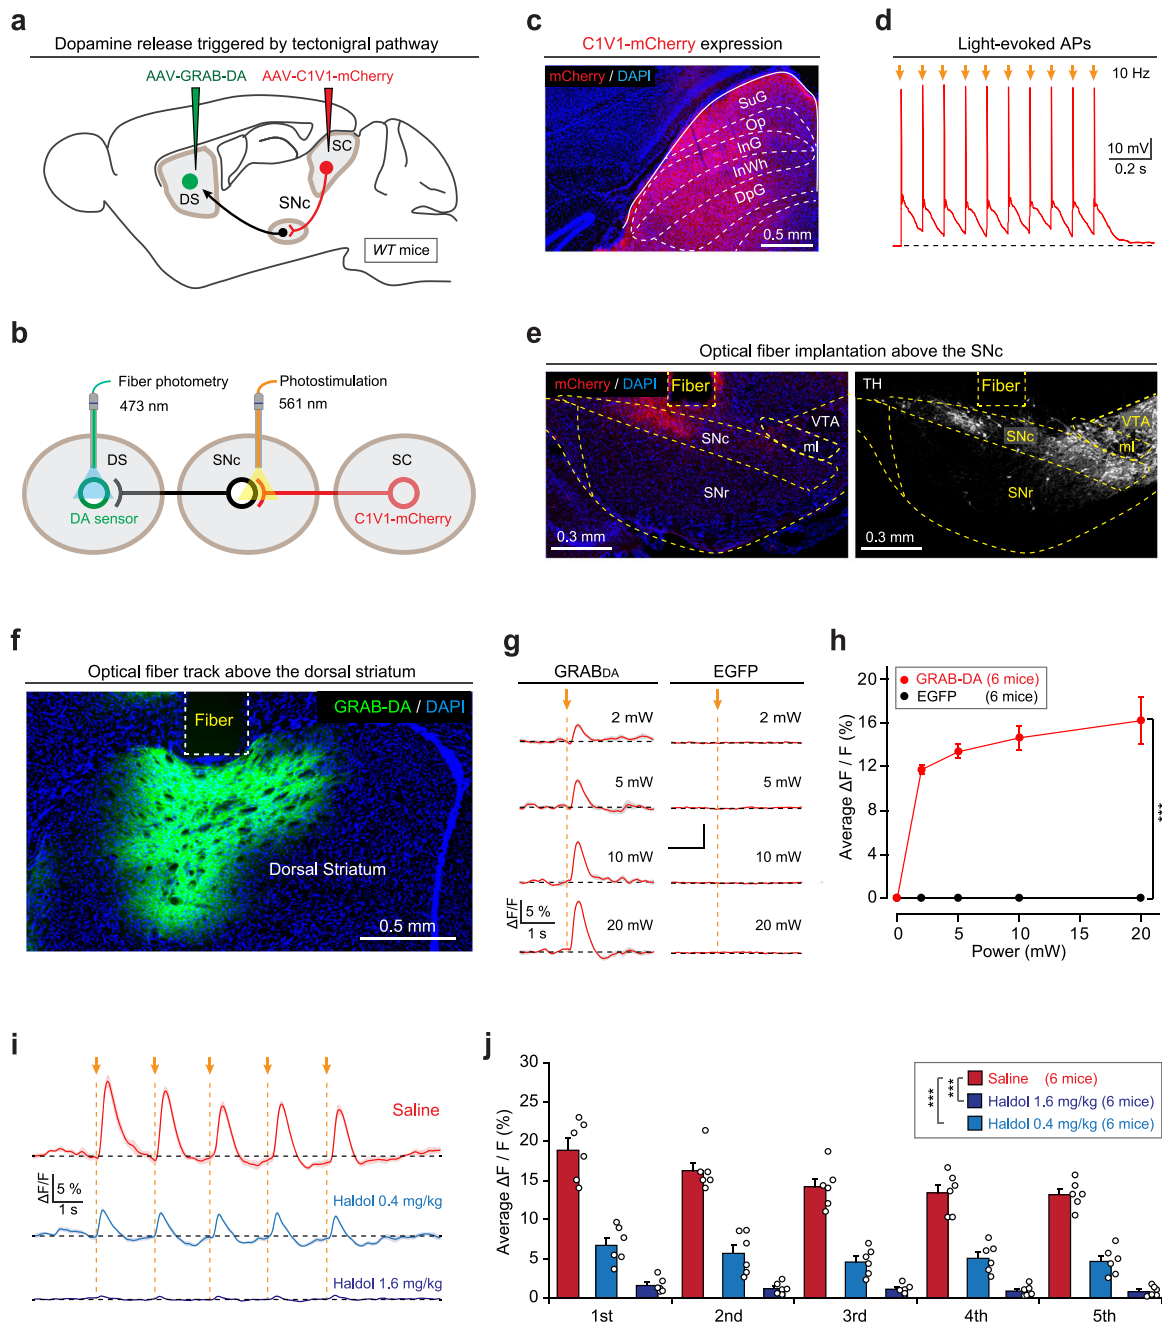 a
Dopamine release triggered by tectonigral pathway
AAV-GRAB-DA
AAV-C1V1-mCherry
SC
DS
SNc
WT mice
b
Fiber photometry
473 nm
Photostimulation
561 nm
DS
SNc
SC
DA sensor
C1V1-mCherry
c
C1V1-mCherry expression
mCherry / DAPI
SuG
Op
InG
InWh
DpG
0.5 mm
d
Light-evoked APs
10 Hz
10 mV
0.2 s
e
Optical fiber implantation above the SNc
mCherry / DAPI
Fiber
VTA
SNc
ml
SNr
0.3 mm
TH
Fiber
VTA
SNc
ml
SNr
0.3 mm
f
Optical fiber track above the dorsal striatum
GRAB-DA / DAPI
Fiber
Dorsal Striatum
0.5 mm
g
GRABDA
EGFP
2 mW
2 mW
5 mW
5 mW
10 mW
10 mW
20 mW
20 mW
ΔF/F
5 %
1 s
h
GRAB-DA (6 mice)
EGFP (6 mice)
Average ΔF / F (%)
20
16
12
8
4
0
0
5
10
15
20
Power (mW)
***
i
Saline
ΔF/F
5 %
1 s
Haldol 0.4 mg/kg
Haldol 1.6 mg/kg
j
Average ΔF / F (%)
30
25
20
15
10
5
0
1st
2nd
3rd
4th
5th
***
***
Saline (6 mice)
Haldol 1.6 mg/kg (6 mice)
Haldol 0.4 mg/kg (6 mice)